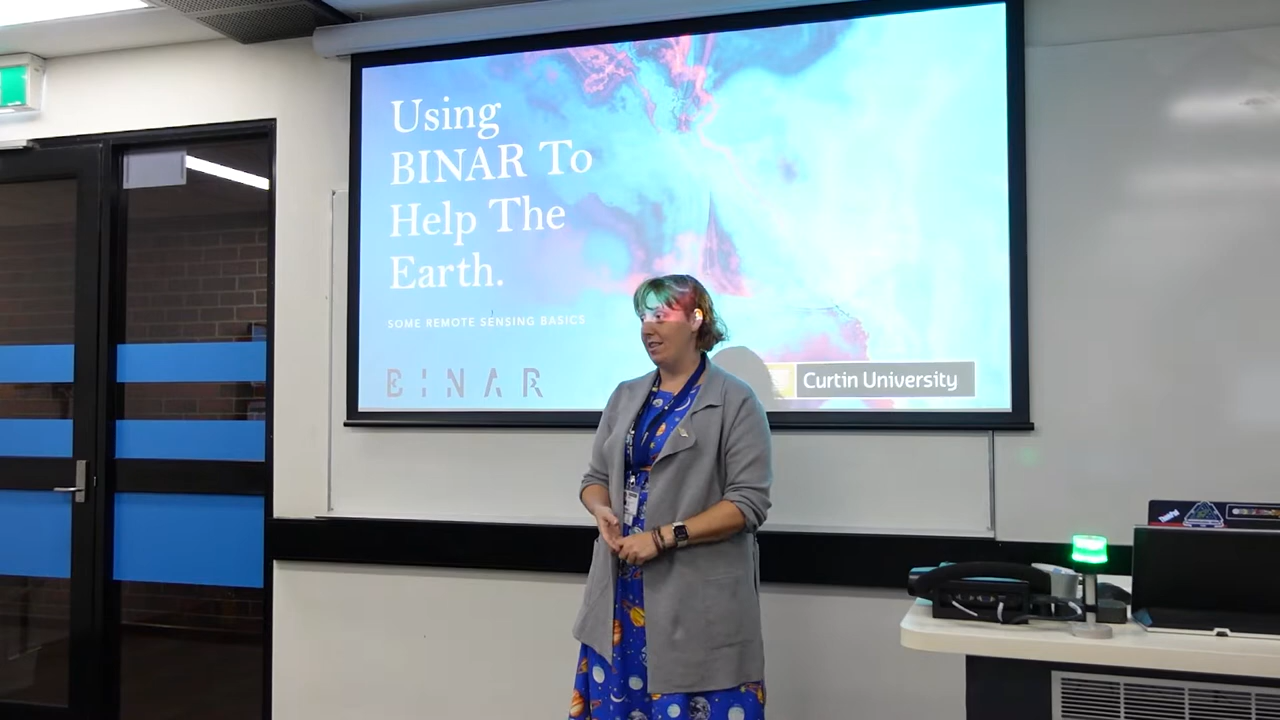 Using
BINAR To
Help The
Earth.
SOME REMOTE SENSING BASICS
BINAR
Curtin University